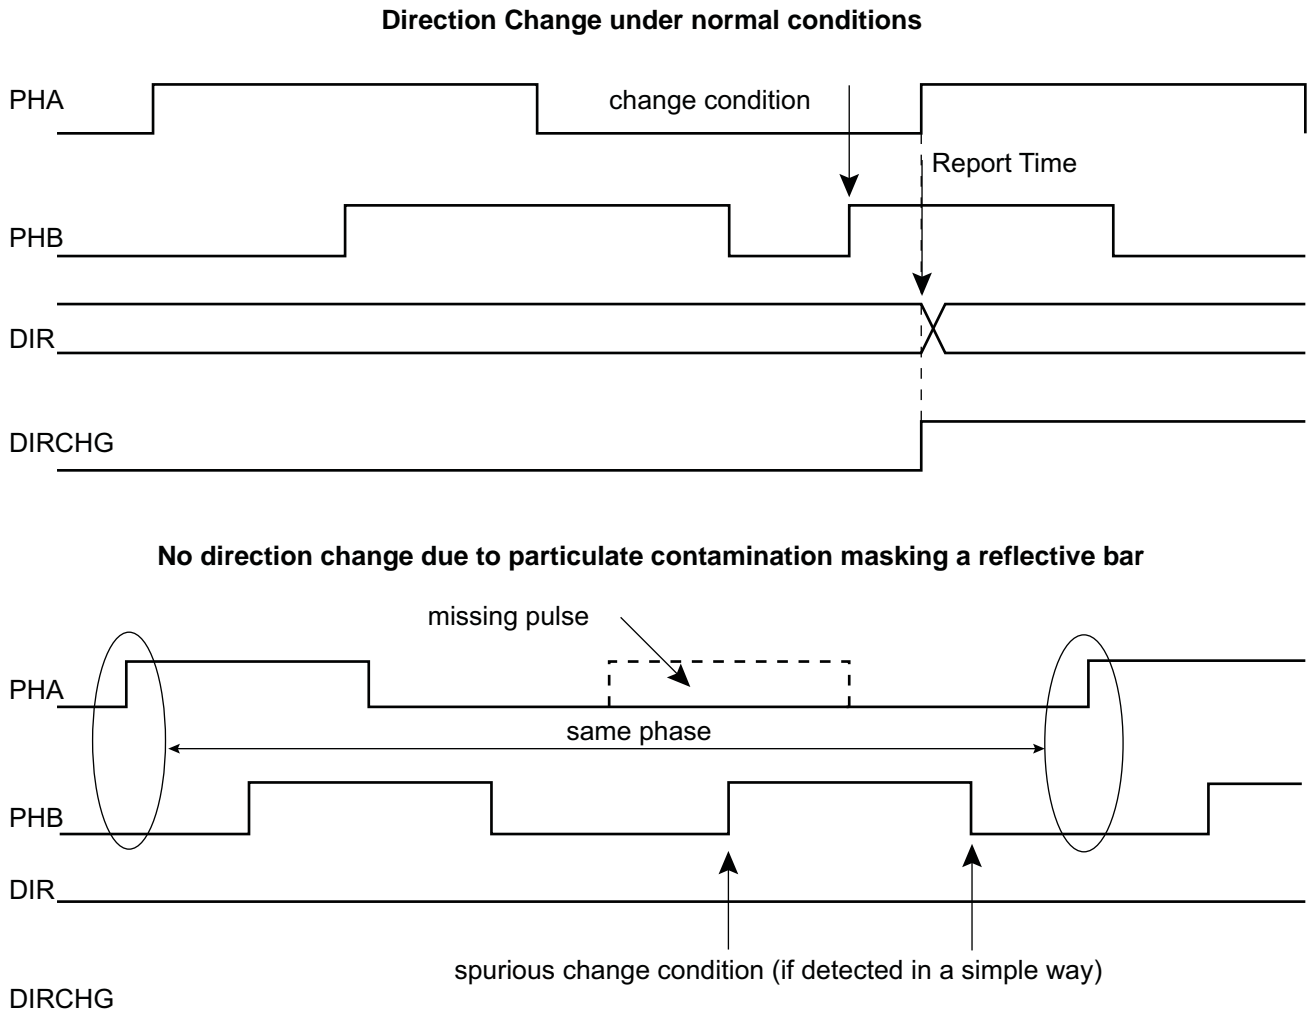 Direction Change under normal conditions
PHA
change condition
Report Time
PHB
DIR
DIRCHG
No direction change due to particulate contamination masking a reflective bar
missing pulse
PHA
same phase
PHB
DIR
spurious change condition (if detected in a simple way)
DIRCHG